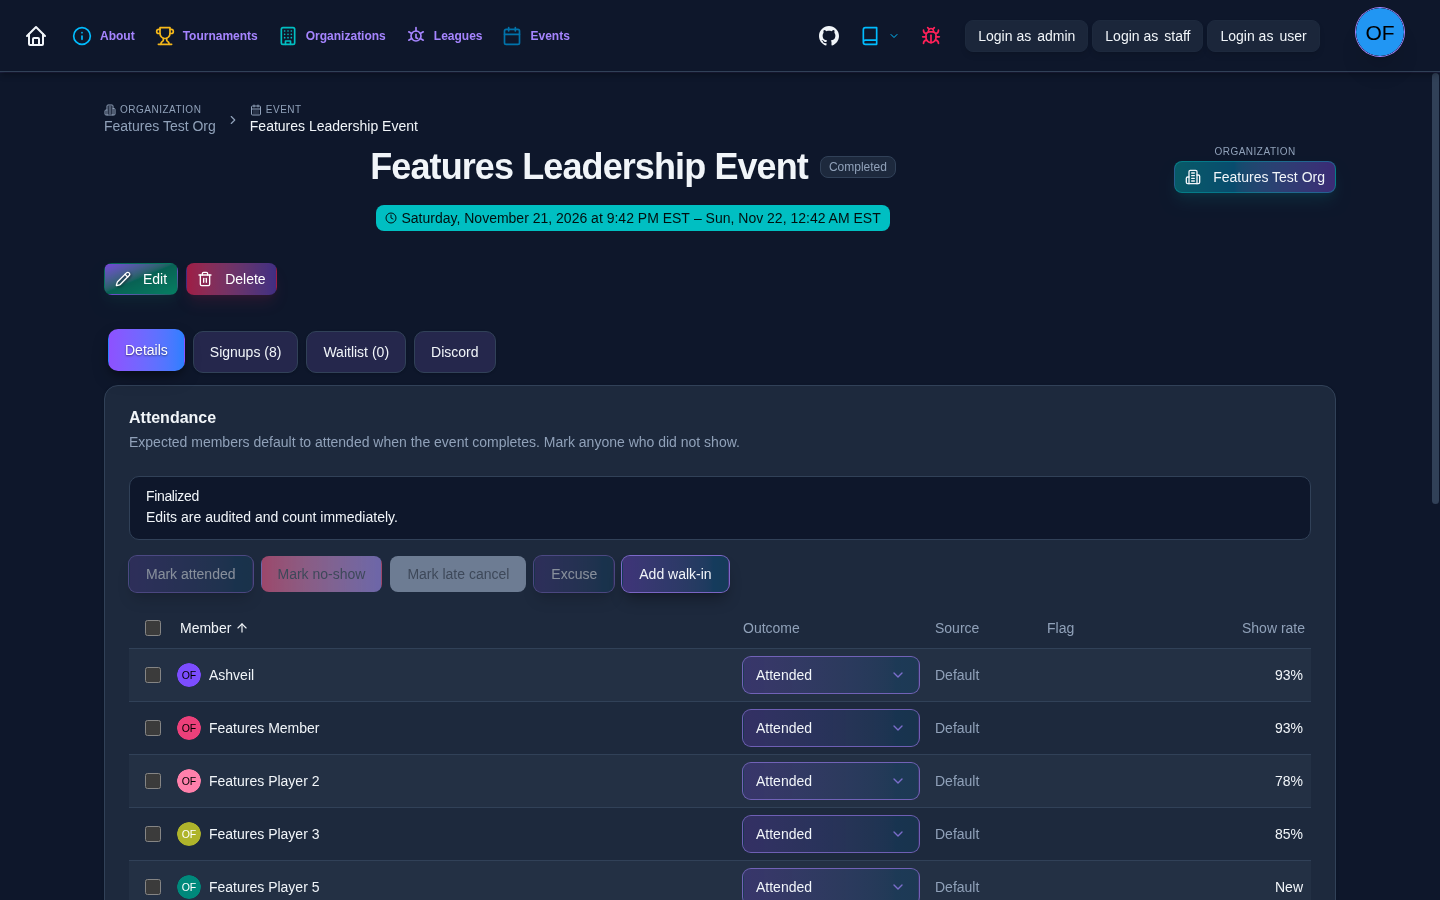 About Tournaments Organizations Leagues Events Login as admin Login as staff Login as user OF
ORGANIZATION EVENT
Features Test Org Features Leadership Event
Features Leadership Event Completed
ORGANIZATION
Features Test Org
Saturday, November 21, 2026 at 9:42 PM EST – Sun, Nov 22, 12:42 AM EST
Edit Delete
Details Signups (8) Waitlist (0) Discord
Attendance
Expected members default to attended when the event completes. Mark anyone who did not show.
Finalized
Edits are audited and count immediately.
Mark attended Mark no-show Mark late cancel Excuse Add walk-in
Member Outcome Source Flag Show rate
OF Ashveil Attended Default 93%
OF Features Member Attended Default 93%
OF Features Player 2 Attended Default 78%
OF Features Player 3 Attended Default 85%
OF Features Player 5 Attended Default New